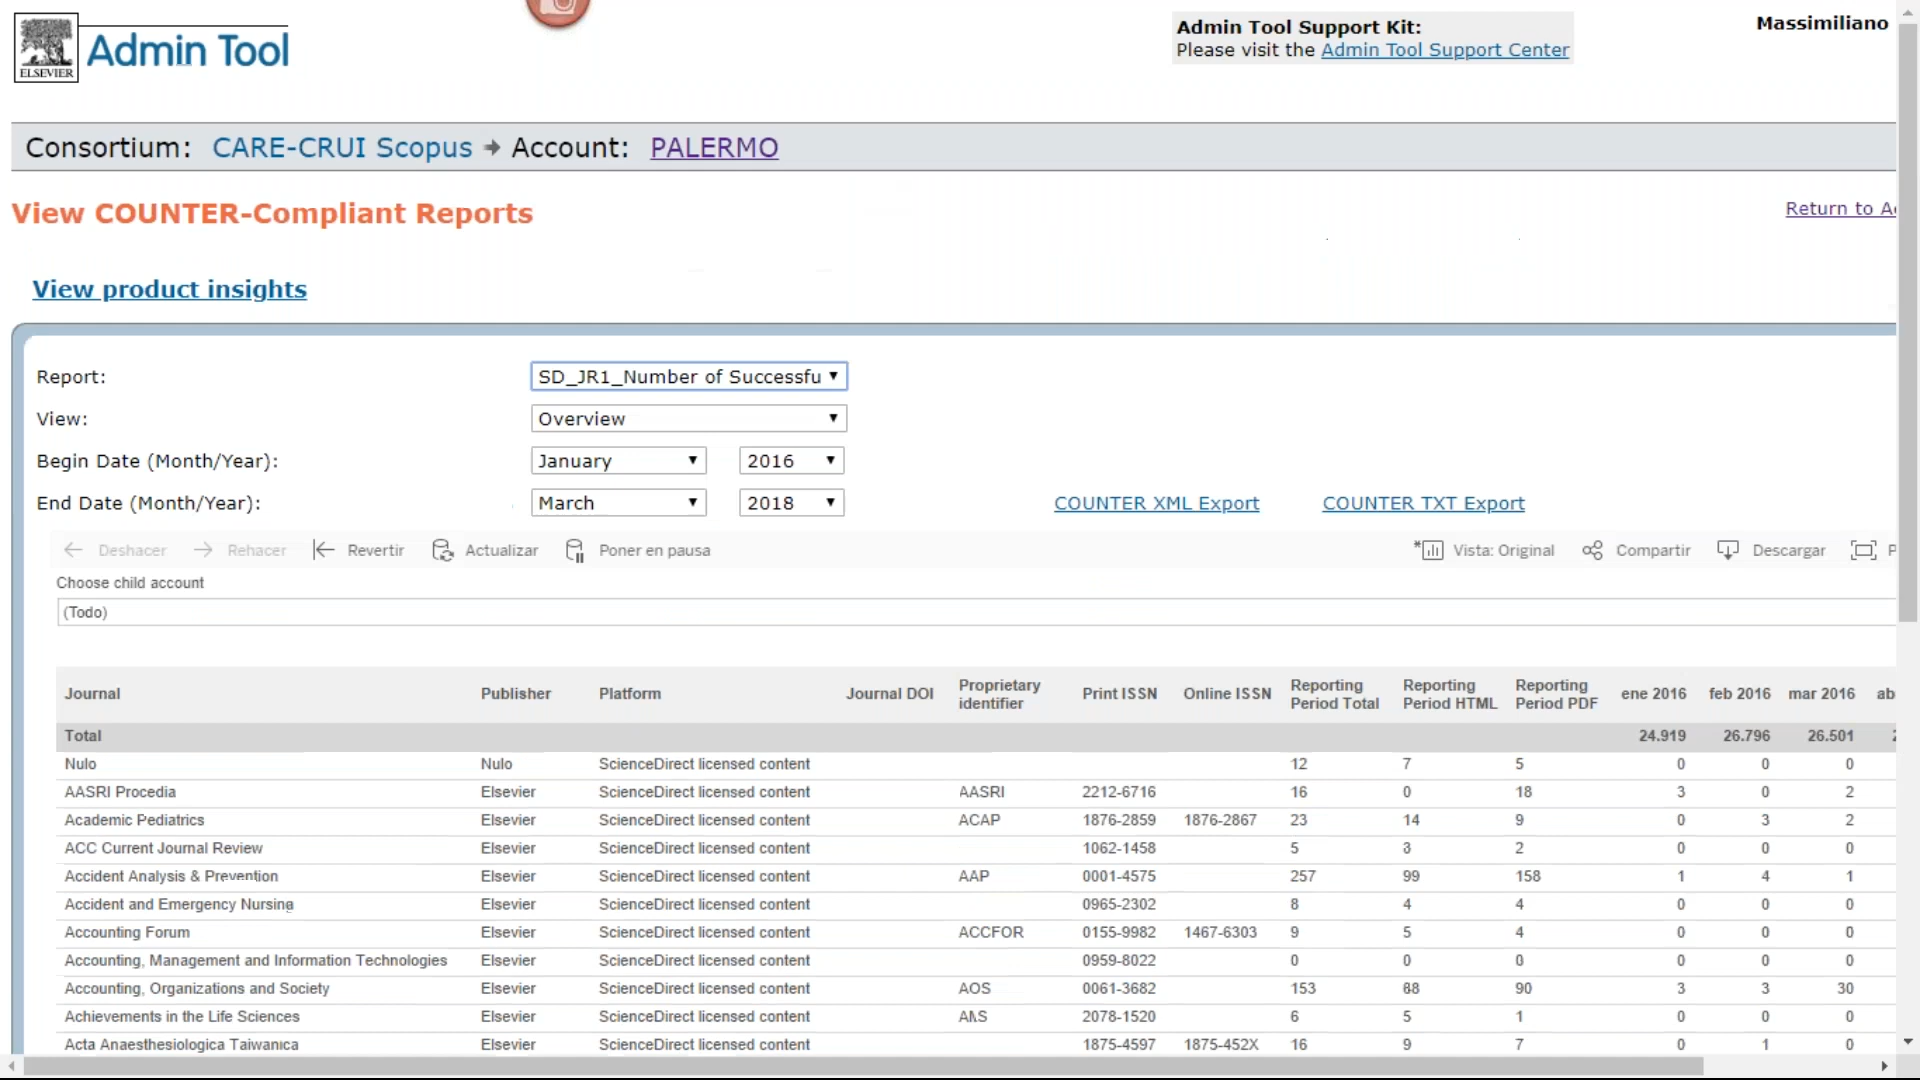 ELSEVIER
Admin Tool
Admin Tool Support Kit:
Please visit the Admin Tool Support Center
Massimiliano
Consortium: CARE-CRUI Scopus → Account: PALERMO
View COUNTER-Compliant Reports
Return to A
View product insights
Report: SD_JR1_Number of Successfu
View: Overview
Begin Date (Month/Year): January 2016
End Date (Month/Year): March 2018 COUNTER XML Export COUNTER TXT Export
Deshacer Rehacer Revertir Actualizar Poner en pausa Vista: Original Compartir Descargar P
Choose child account
(Todo)
Journal Publisher Platform Journal DOI Proprietary identifier Print ISSN Online ISSN Reporting Period Total Reporting Period HTML Reporting Period PDF ene 2016 feb 2016 mar 2016 ab
Total 24.919 26.796 26.501
Nulo Nulo ScienceDirect licensed content 12 7 5 0 0 0
AASRI Procedia Elsevier ScienceDirect licensed content AASRI 2212-6716 16 0 18 3 0 2
Academic Pediatrics Elsevier ScienceDirect licensed content ACAP 1876-2859 1876-2867 23 14 9 0 3 2
ACC Current Journal Review Elsevier ScienceDirect licensed content 1062-1458 5 3 2 0 0 0
Accident Analysis & Prevention Elsevier ScienceDirect licensed content AAP 0001-4575 257 99 158 1 4 1
Accident and Emergency Nursing Elsevier ScienceDirect licensed content 0965-2302 8 4 4 0 0 0
Accounting Forum Elsevier ScienceDirect licensed content ACCFOR 0155-9982 1467-6303 9 5 4 0 0 0
Accounting, Management and Information Technologies Elsevier ScienceDirect licensed content 0959-8022 0 0 0 0 0 0
Accounting, Organizations and Society Elsevier ScienceDirect licensed content AOS 0061-3682 153 68 90 3 3 30
Achievements in the Life Sciences Elsevier ScienceDirect licensed content 2078-1520 6 5 1 0 0 0
Acta Anaesthesiologica Taiwanica Elsevier ScienceDirect licensed content 1875-4597 1875-452X 16 9 7 0 1 0